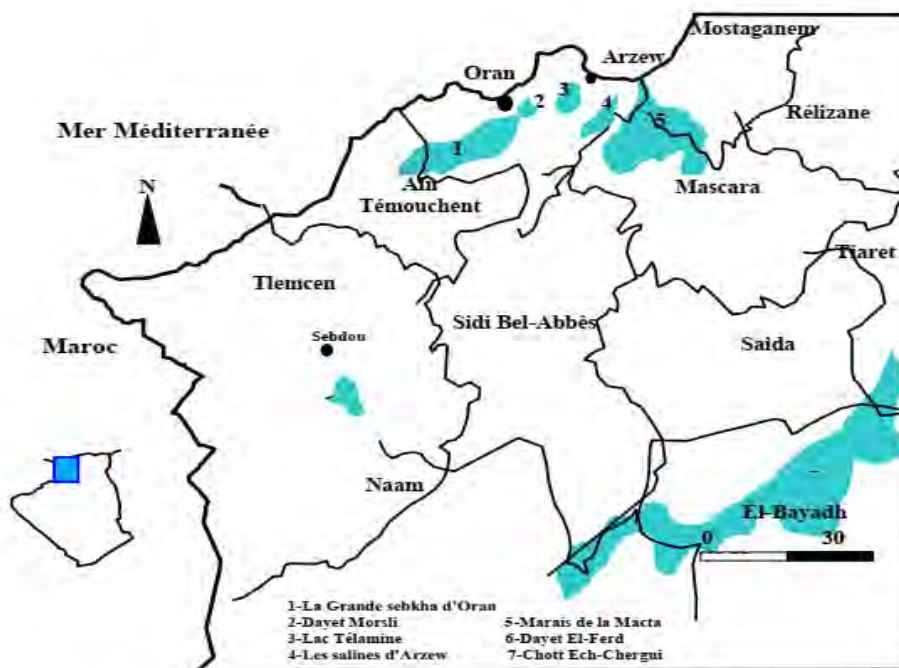 Mostaganem
Arzew
Oran
3
2
4
Mer Méditerranée
5
Rélizane
1
N
Aïn
Témouchent
Mascara
Tiaret
Tlemcen
Sidi Bel-Abbès
Sebdou
Saida
Maroc
Naam
El-Bayadh
0 30
1-La Grande sebkha d'Oran
2-Dayet Morsli
3-Lac Télamine
4-Les salines d'Arzew
5-Marais de la Macta
6-Dayet El-Ferd
7-Chott Ech-Chergui